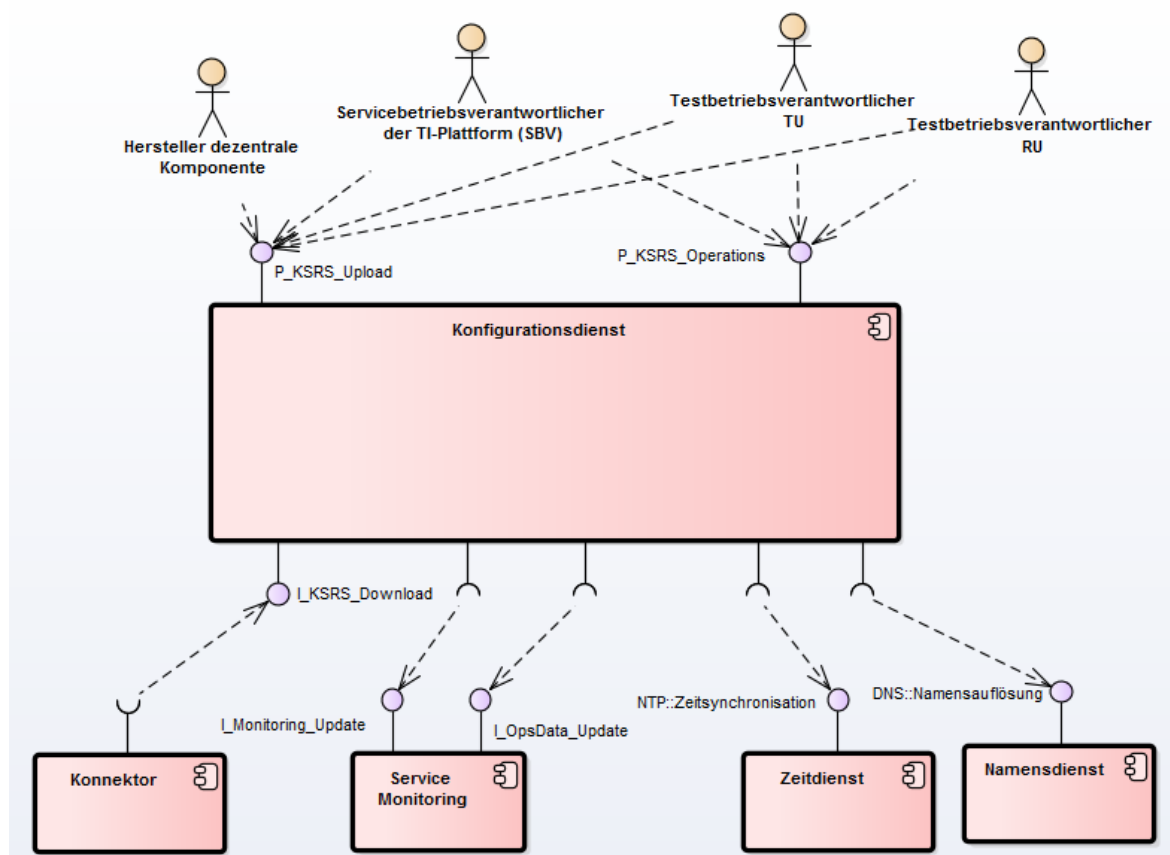 Hersteller dezentrale
Komponente
Servicebetriebsverantwortlicher
der TI-Plattform (SBV)
Testbetriebsverantwortlicher
TU
Testbetriebsverantwortlicher
RU
P_KSRS_Upload
P_KSRS_Operations
Konfigurationsdienst
I_KSRS_Download
I_Monitoring_Update
I_OpsData_Update
NTP::Zeitsynchronisation
DNS::Namensauflösung
Konnektor
Service
Monitoring
Zeitdienst
Namensdienst